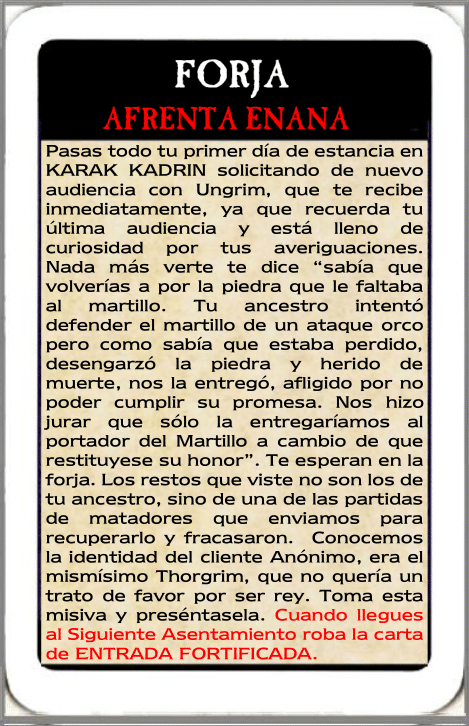 FORJA
AFRENTA ENANA
Pasas todo tu primer día de estancia en
KARAK KADRIN solicitando de nuevo
audiencia con Ungrim, que te recibe
inmediatamente, ya que recuerda tu
última audiencia y está lleno de
curiosidad por tus averiguaciones.
Nada más verte te dice “sabía que
volverías a por la piedra que le faltaba
al martillo. Tu ancestro intentó
defender el martillo de un ataque orco
pero como sabía que estaba perdido,
desengarzó la piedra y herido de
muerte, nos la entregó, afligido por no
poder cumplir su promesa. Nos hizo
jurar que sólo la entregaríamos al
portador del Martillo a cambio de que
restituyese su honor”. Te esperan en la
forja. Los restos que viste no son los de
tu ancestro, sino de una de las partidas
de matadores que enviamos para
recuperarlo y fracasaron. Conocemos
la identidad del cliente Anónimo, era el
mismísimo Thorgrim, que no quería un
trato de favor por ser rey. Toma esta
misiva y preséntasela. Cuando llegues
al Siguiente Asentamiento roba la carta
de ENTRADA FORTIFICADA.